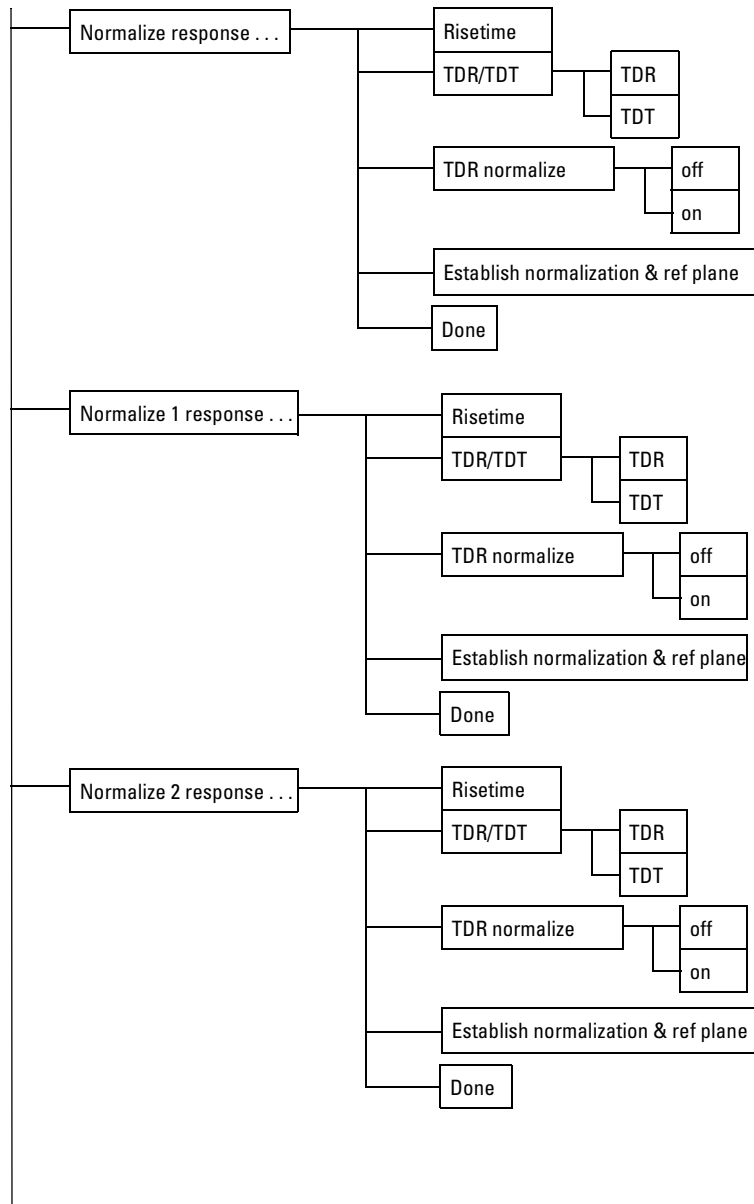 Normalize response . . .
Risetime
TDR/TDT
TDR
TDT
TDR normalize
off
on
Establish normalization & ref plane
Done
Normalize 1 response . . .
Risetime
TDR/TDT
TDR
TDT
TDR normalize
off
on
Establish normalization & ref plane
Done
Normalize 2 response . . .
Risetime
TDR/TDT
TDR
TDT
TDR normalize
off
on
Establish normalization & ref plane
Done